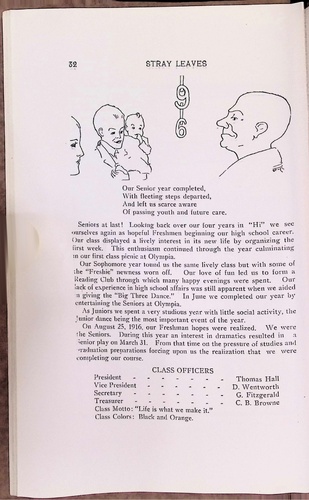 32
STRAY LEAVES
1916
Our Senior year completed,
With fleeting steps departed,
And left us scarce aware
Of passing youth and future care.
Seniors at last! Looking back over our four years in "Hi" we see
ourselves again as hopeful Freshmen beginning our high school career.
Our class displayed a lively interest in its new life by organizing the
first week. This enthusiasm continued through the year culminating
in our first class picnic at Olympia.
Our Sophomore year found us the same lively class but with some of
the "Freshie" newness worn off. Our love of fun led us to form a
Reading Club through which many happy evenings were spent. Our
lack of experience in high school affairs was still apparent when we aided
in giving the "Big Three Dance." In June we completed our year by
entertaining the Seniors at Olympia.
As Juniors we spent a very studious year with little social activity, the
Junior dance being the most important event of the year.
On August 25, 1916, our Freshman hopes were realized. We were
the Seniors. During this year an interest in dramatics resulted in a
Senior play on March 31. From that time on the pressure of studies and
graduation preparations forcing upon us the realization that we were
completing our course.
CLASS OFFICERS
President - - - - - - Thomas Hall
Vice President - - - - - D. Wentworth
Secretary - - - - - - G. Fitzgerald
Treasurer - - - - - - C. B. Browne
Class Motto: "Life is what we make it."
Class Colors: Black and Orange.